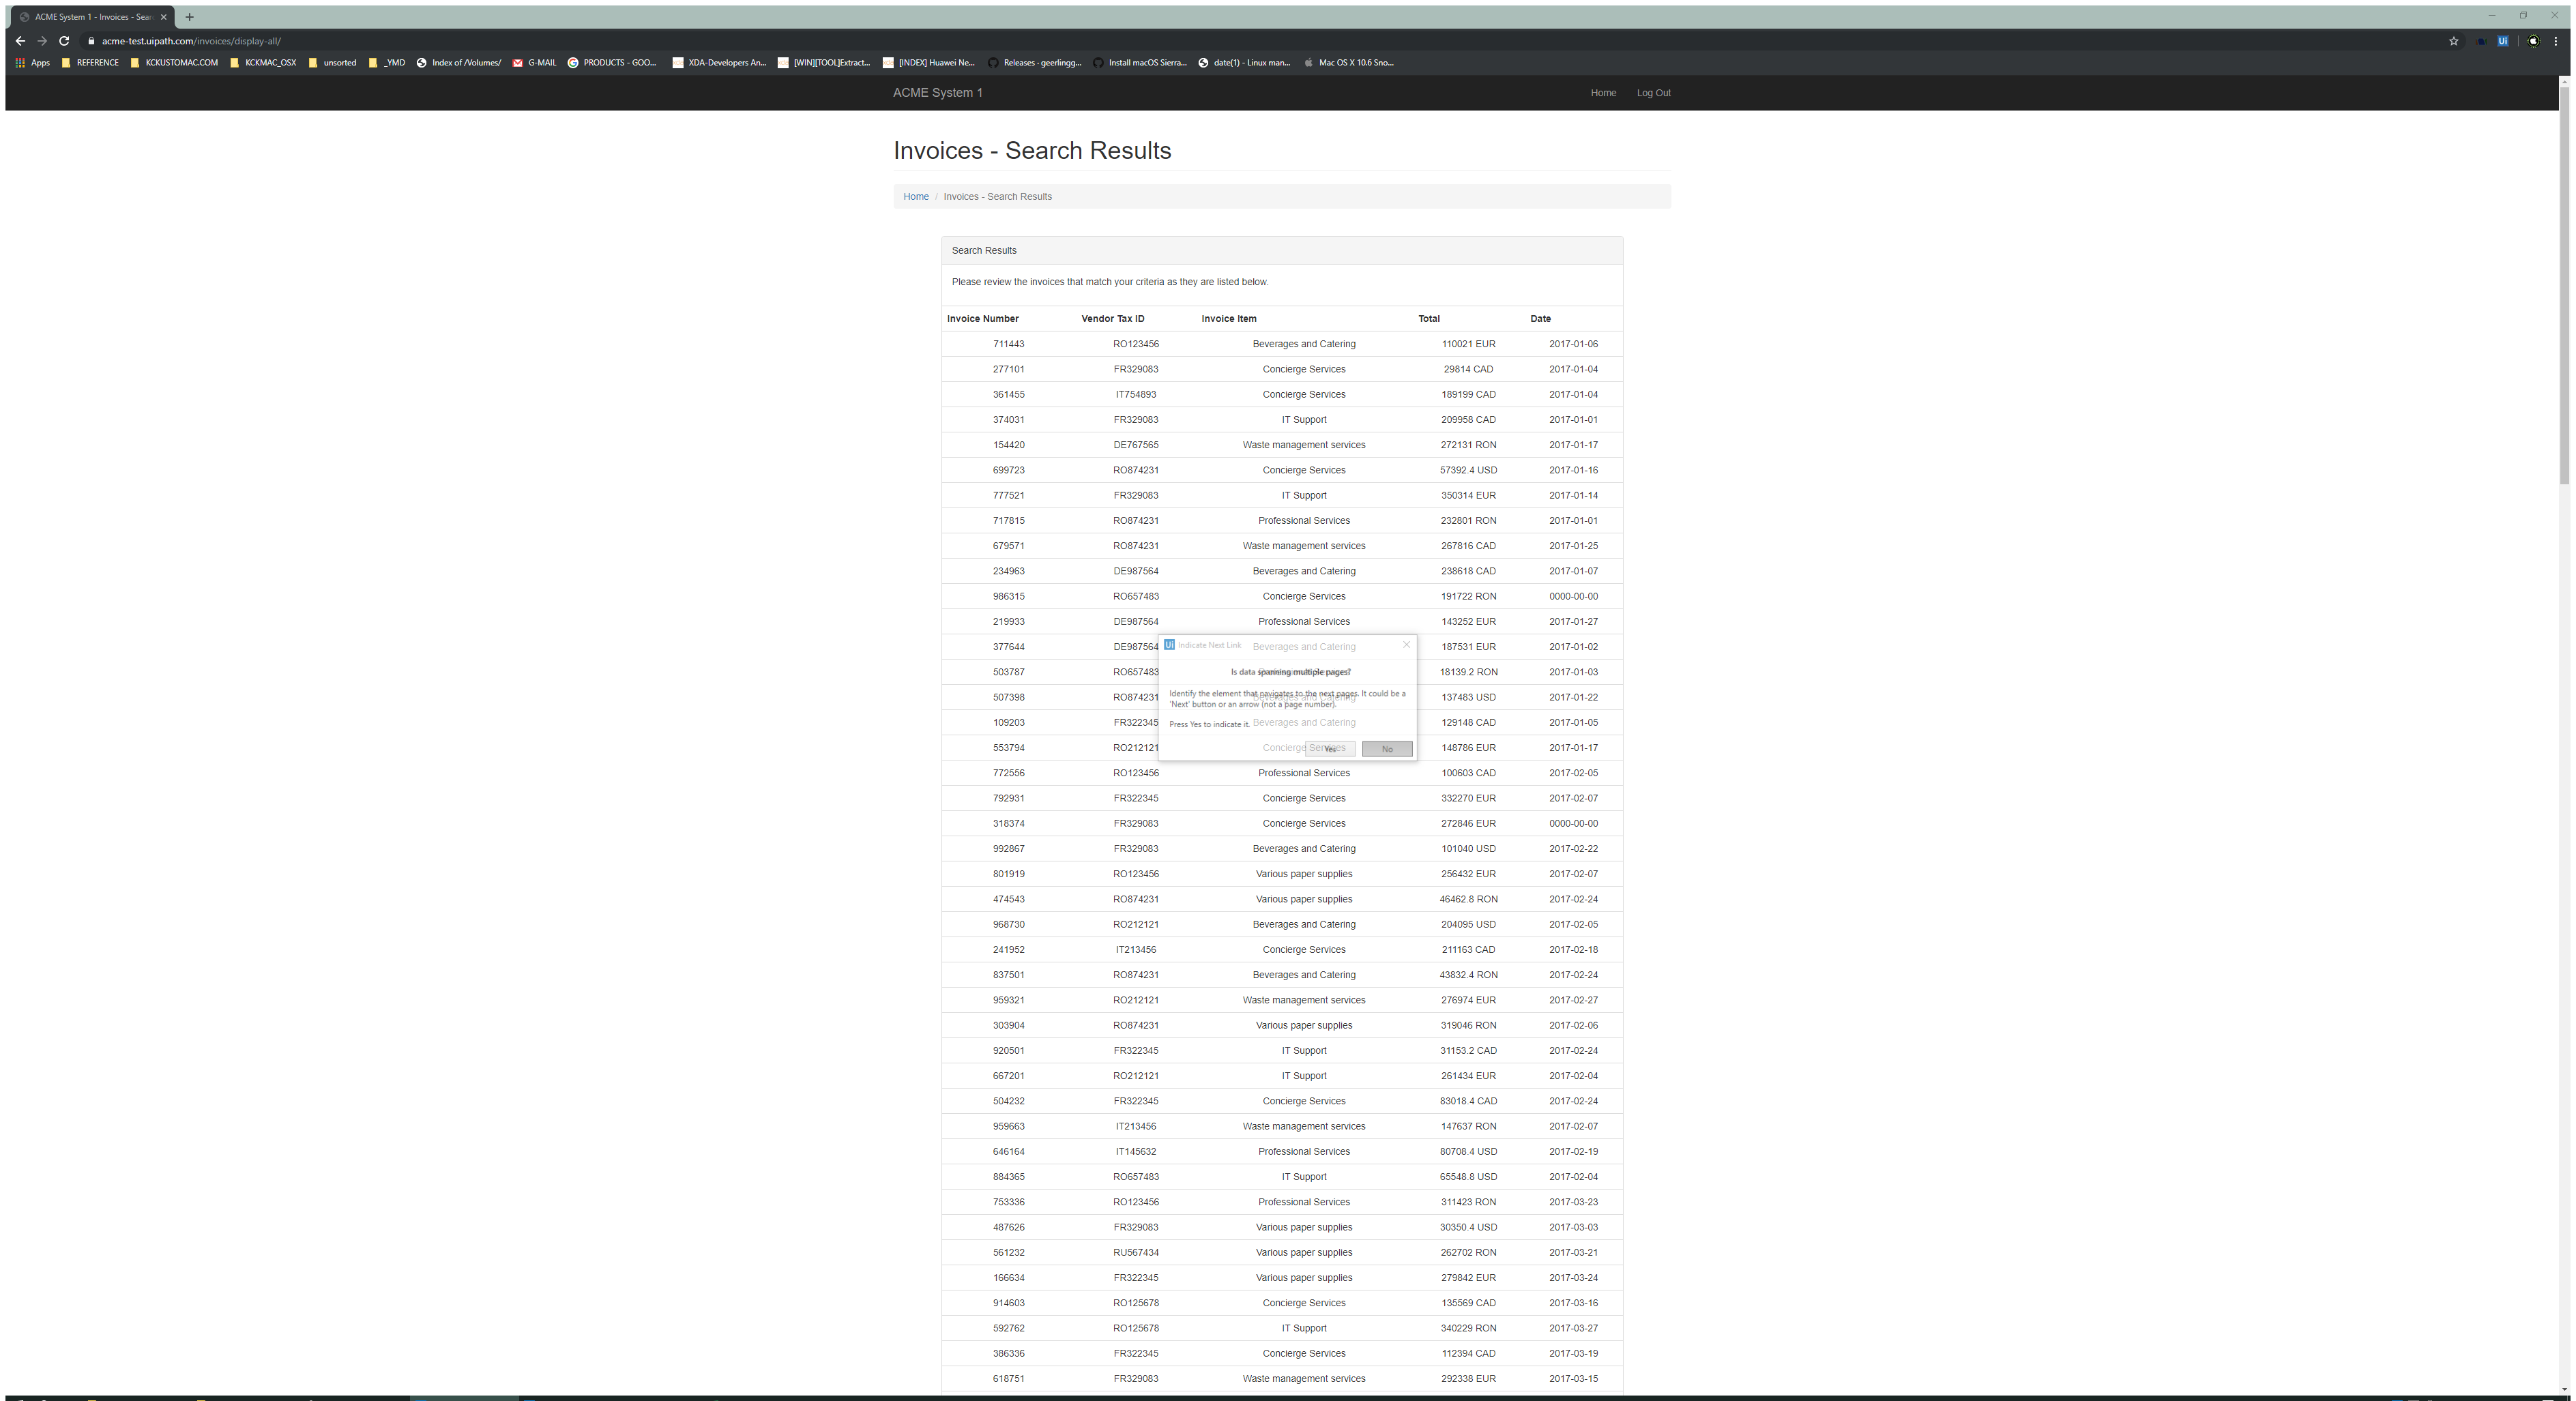 ACME System 1 - Invoices - Sear
acme-test.uipath.com/invoices/display-all/
Ui
Apps REFERENCE KCKUSTOMAC.COM KCKMAC_OSX unsorted _YMD Index of /Volumes/ G-MAIL PRODUCTS - GOO... XDA-Developers An... [WIN][TOOL]Extract... [INDEX] Huawei Ne... Releases · geerlingg... Install macOS Sierra... date(1) - Linux man... Mac OS X 10.6 Sno...
ACME System 1 Home Log Out
Invoices - Search Results
Home / Invoices - Search Results
Search Results
Please review the invoices that match your criteria as they are listed below.
Invoice Number Vendor Tax ID Invoice Item Total Date
711443 RO123456 Beverages and Catering 110021 EUR 2017-01-06
277101 FR329083 Concierge Services 29814 CAD 2017-01-04
361455 IT754893 Concierge Services 189199 CAD 2017-01-04
374031 FR329083 IT Support 209958 CAD 2017-01-01
154420 DE767565 Waste management services 272131 RON 2017-01-17
699723 RO874231 Concierge Services 57392.4 USD 2017-01-16
777521 FR329083 IT Support 350314 EUR 2017-01-14
717815 RO874231 Professional Services 232801 RON 2017-01-01
679571 RO874231 Waste management services 267816 CAD 2017-01-25
234963 DE987564 Beverages and Catering 238618 CAD 2017-01-07
986315 RO657483 Concierge Services 191722 RON 0000-00-00
219933 DE987564 Professional Services 143252 EUR 2017-01-27
377644 DE987564 Beverages and Catering 187531 EUR 2017-01-02
503787 RO657483 18139.2 RON 2017-01-03
507398 RO874231 Beverages and Catering 137483 USD 2017-01-22
109203 FR322345 Beverages and Catering 129148 CAD 2017-01-05
553794 RO212121 Concierge Services 148786 EUR 2017-01-17
Ui Indicate Next Link
Is data spanning multiple pages?
Identify the element that navigates to the next pages. It could be a
'Next' button or an arrow (not a page number).
Press Yes to indicate it.
Yes No
772556 RO123456 Professional Services 100603 CAD 2017-02-05
792931 FR322345 Concierge Services 332270 EUR 2017-02-07
318374 FR329083 Concierge Services 272846 EUR 0000-00-00
992867 FR329083 Beverages and Catering 101040 USD 2017-02-22
801919 RO123456 Various paper supplies 256432 EUR 2017-02-07
474543 RO874231 Various paper supplies 46462.8 RON 2017-02-24
968730 RO212121 Beverages and Catering 204095 USD 2017-02-05
241952 IT213456 Concierge Services 211163 CAD 2017-02-18
837501 RO874231 Beverages and Catering 43832.4 RON 2017-02-24
959321 RO212121 Waste management services 276974 EUR 2017-02-27
303904 RO874231 Various paper supplies 319046 RON 2017-02-06
920501 FR322345 IT Support 31153.2 CAD 2017-02-24
667201 RO212121 IT Support 261434 EUR 2017-02-04
504232 FR322345 Concierge Services 83018.4 CAD 2017-02-24
959663 IT213456 Waste management services 147637 RON 2017-02-07
646164 IT145632 Professional Services 80708.4 USD 2017-02-19
884365 RO657483 IT Support 65548.8 USD 2017-02-04
753336 RO123456 Professional Services 311423 RON 2017-03-23
487626 FR329083 Various paper supplies 30350.4 USD 2017-03-03
561232 RU567434 Various paper supplies 262702 RON 2017-03-21
166634 FR322345 Various paper supplies 279842 EUR 2017-03-24
914603 RO125678 Concierge Services 135569 CAD 2017-03-16
592762 RO125678 IT Support 340229 RON 2017-03-27
386336 FR322345 Concierge Services 112394 CAD 2017-03-19
618751 FR329083 Waste management services 292338 EUR 2017-03-15